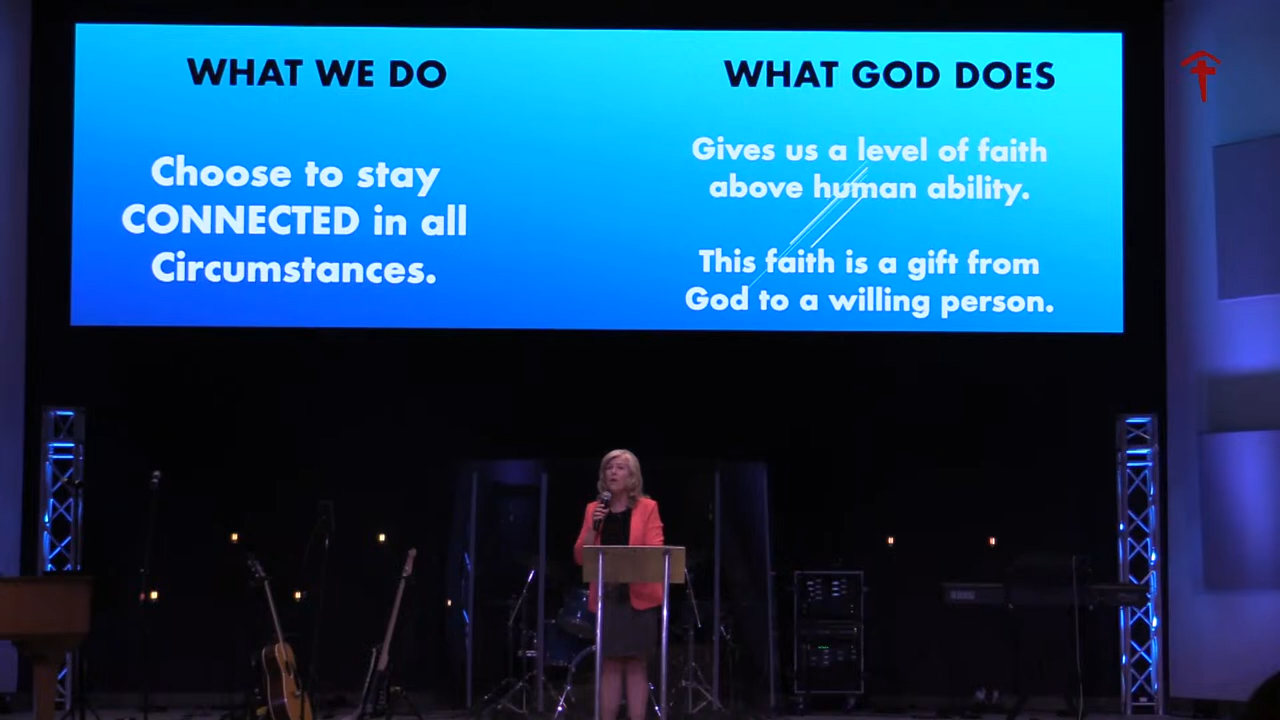 WHAT WE DO
Choose to stay
CONNECTED in all
Circumstances.
WHAT GOD DOES
Gives us a level of faith
above human ability.
This faith is a gift from
God to a willing person.